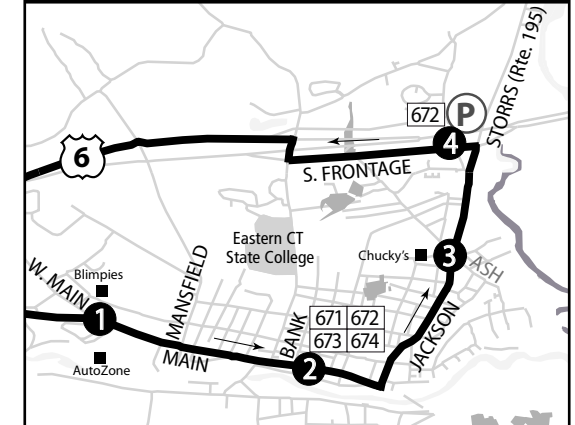 STORRS (Rte. 195)
672
P
4
6
S. FRONTAGE
Eastern CT
State College
Chucky's
3
ASH
W. MAIN
Blimpies
MANSFIELD
1
MAIN
BANK
671 672
673 674
JACKSON
2
AutoZone